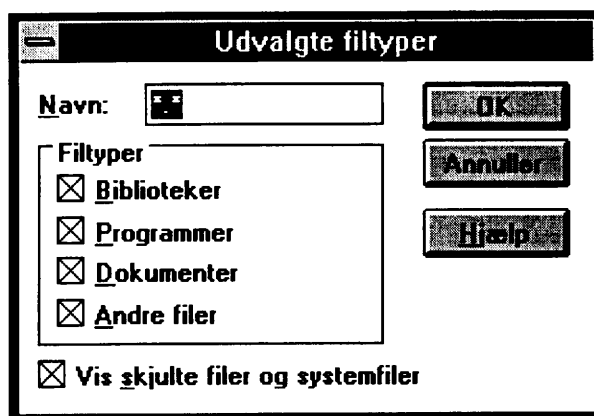 Udvalgte filtyper
Navn: *.*
OK
Filtyper
Annuller
Biblioteker
Programmer
Hjælp
Dokumenter
Andre filer
Vis skjulte filer og systemfiler